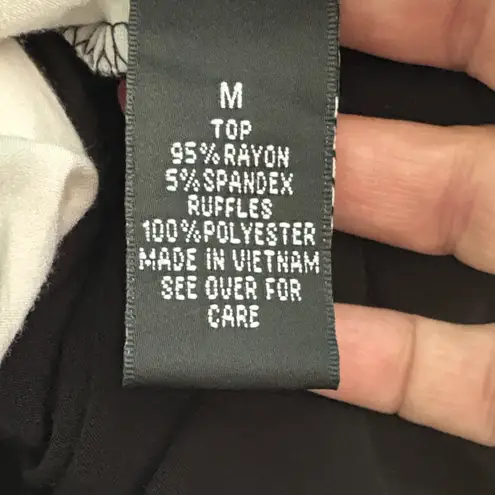 M
TOP
95%RAYON
5%SPANDEX
RUFFLES
100%POLYESTER
MADE IN VIETNAM
SEE OVER FOR
CARE